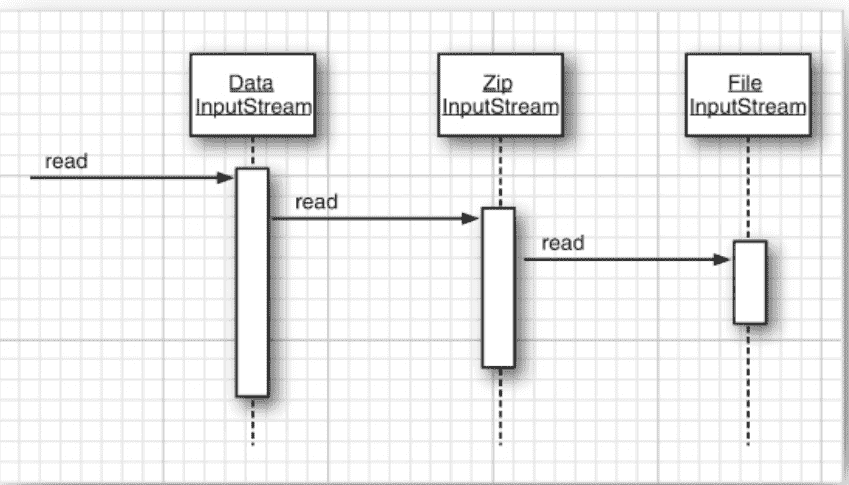 Data
InputStream
Zip
InputStream
File
InputStream
read
read
read